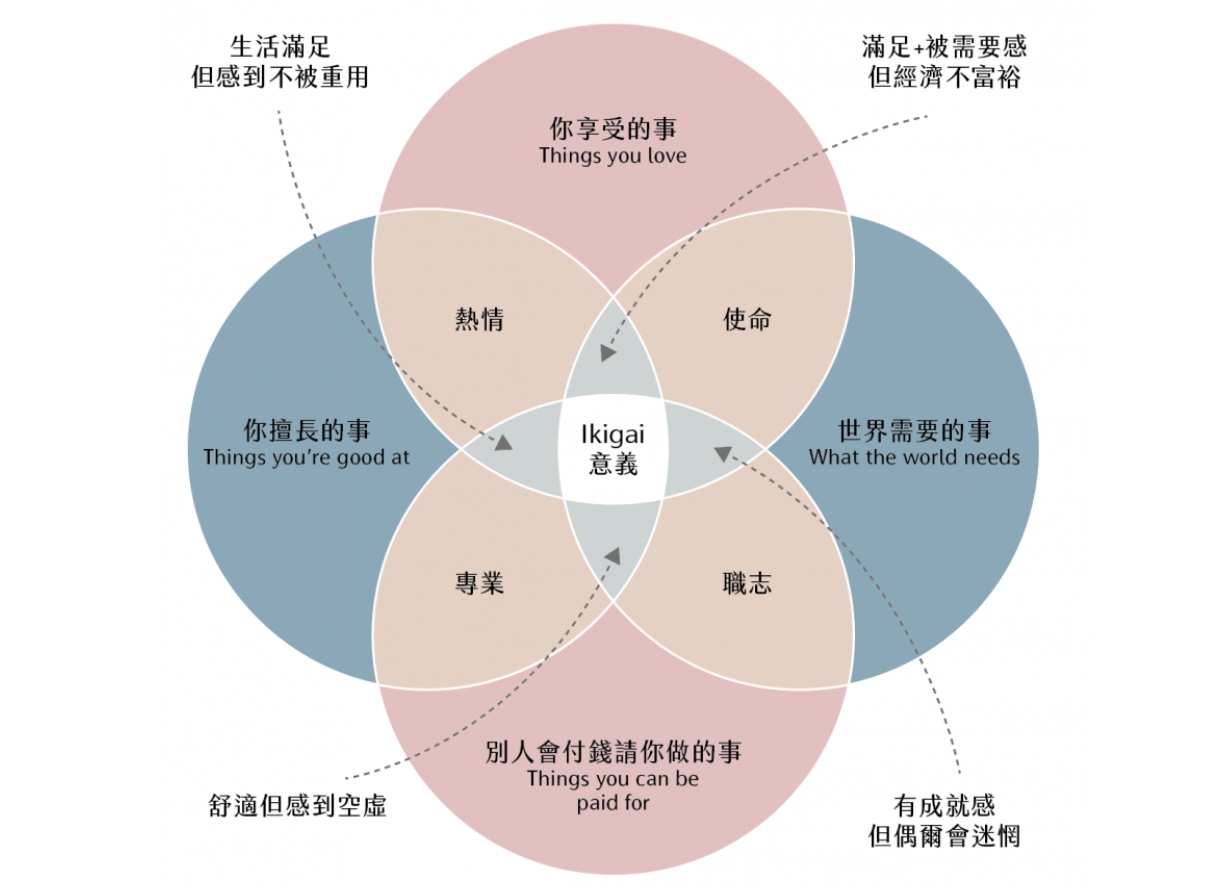 生活滿足
但感到不被重用
滿足+被需要感
但經濟不富裕
你享受的事
Things you love
熱情
使命
你擅長的事
Things you're good at
Ikigai
意義
世界需要的事
What the world needs
專業
職志
別人會付錢請你做的事
Things you can be
paid for
舒適但感到空虛
有成就感
但偶爾會迷惘